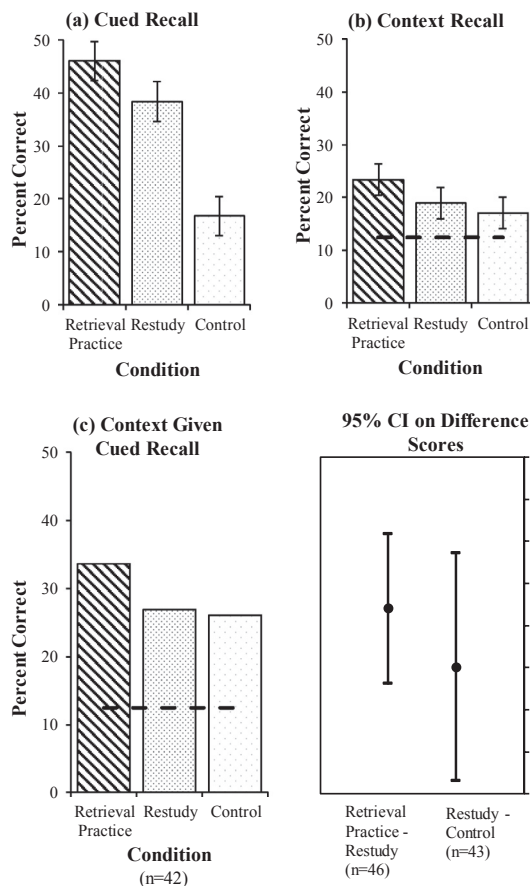 (a) Cued Recall
50
40
30
20
10
0
Percent Correct
Retrieval Practice
Restudy
Control
Condition
(b) Context Recall
50
40
30
20
10
0
Percent Correct
Retrieval Practice
Restudy
Control
Condition
(c) Context Given
Cued Recall
50
40
30
20
10
0
Percent Correct
Retrieval Practice
Restudy
Control
Condition
(n=42)
95% CI on Difference
Scores
Retrieval
Practice -
Restudy
(n=46)
Restudy -
Control
(n=43)